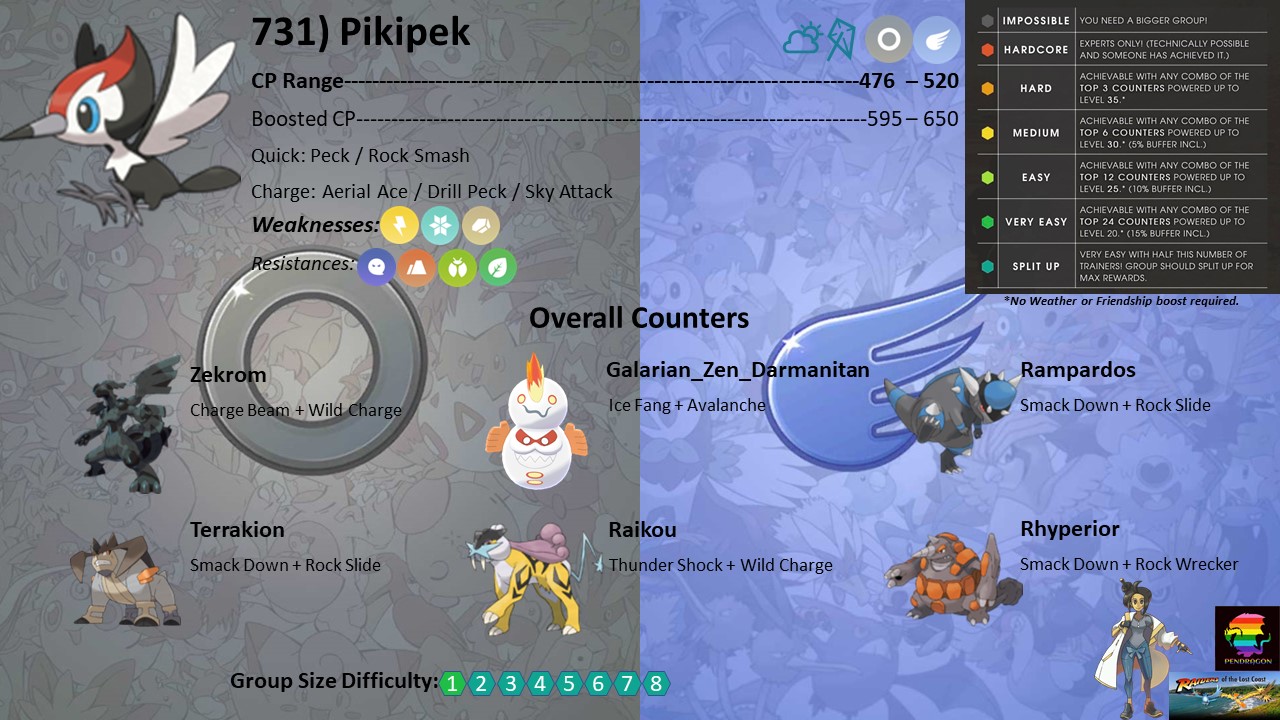 731) Pikipek
CP Range---476 – 520
Boosted CP---595 – 650
Quick: Peck / Rock Smash
Charge: Aerial Ace / Drill Peck / Sky Attack
Weaknesses:
Resistances:
IMPOSSIBLE YOU NEED A BIGGER GROUP!
HARDCORE EXPERTS ONLY! (TECHNICALLY POSSIBLE
AND SOMEONE HAS ACHIEVED IT.)
HARD ACHIEVABLE WITH ANY COMBO OF THE
TOP 3 COUNTERS POWERED UP TO
LEVEL 35.*
MEDIUM ACHIEVABLE WITH ANY COMBO OF THE
TOP 6 COUNTERS POWERED UP TO
LEVEL 30.* (5% BUFFER INCL.)
EASY ACHIEVABLE WITH ANY COMBO OF THE
TOP 12 COUNTERS POWERED UP TO
LEVEL 25.* (10% BUFFER INCL.)
VERY EASY ACHIEVABLE WITH ANY COMBO OF THE
TOP 24 COUNTERS POWERED UP TO
LEVEL 20.* (15% BUFFER INCL.)
SPLIT UP VERY EASY WITH HALF THIS NUMBER OF
TRAINERS! GROUP SHOULD SPLIT UP FOR
MAX REWARDS.
*No Weather or Friendship boost required.
Overall Counters
Zekrom
Charge Beam + Wild Charge
Galarian_Zen_Darmanitan
Ice Fang + Avalanche
Rampardos
Smack Down + Rock Slide
Terrakion
Smack Down + Rock Slide
Raikou
Thunder Shock + Wild Charge
Rhyperior
Smack Down + Rock Wrecker
Group Size Difficulty: 1 2 3 4 5 6 7 8
PENDRAGON
RAIDERS of the Lost Coast